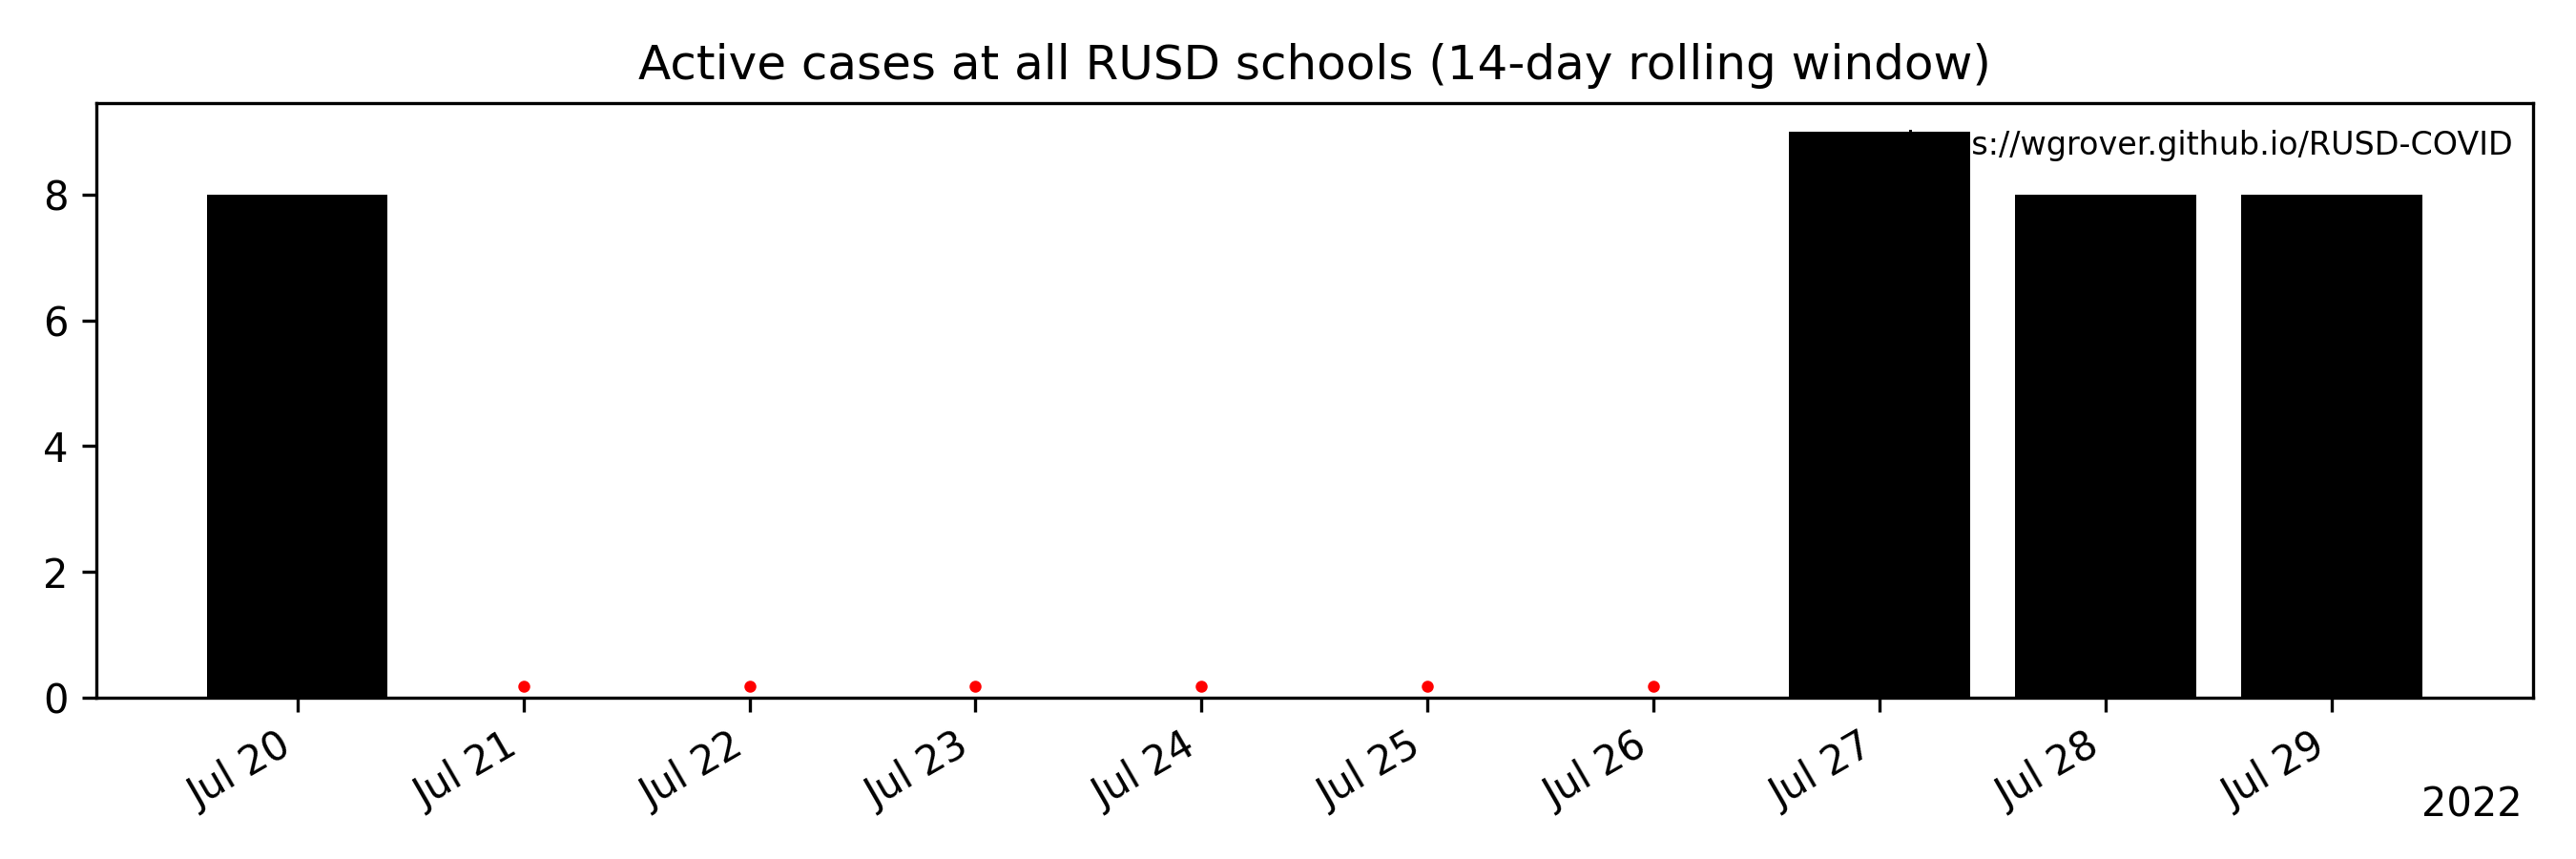 Active cases at all RUSD schools (14-day rolling window)
s://wgrover.github.io/RUSD-COVID
8
6
4
2
0
Jul 20
Jul 21
Jul 22
Jul 23
Jul 24
Jul 25
Jul 26
Jul 27
Jul 28
Jul 29
2022